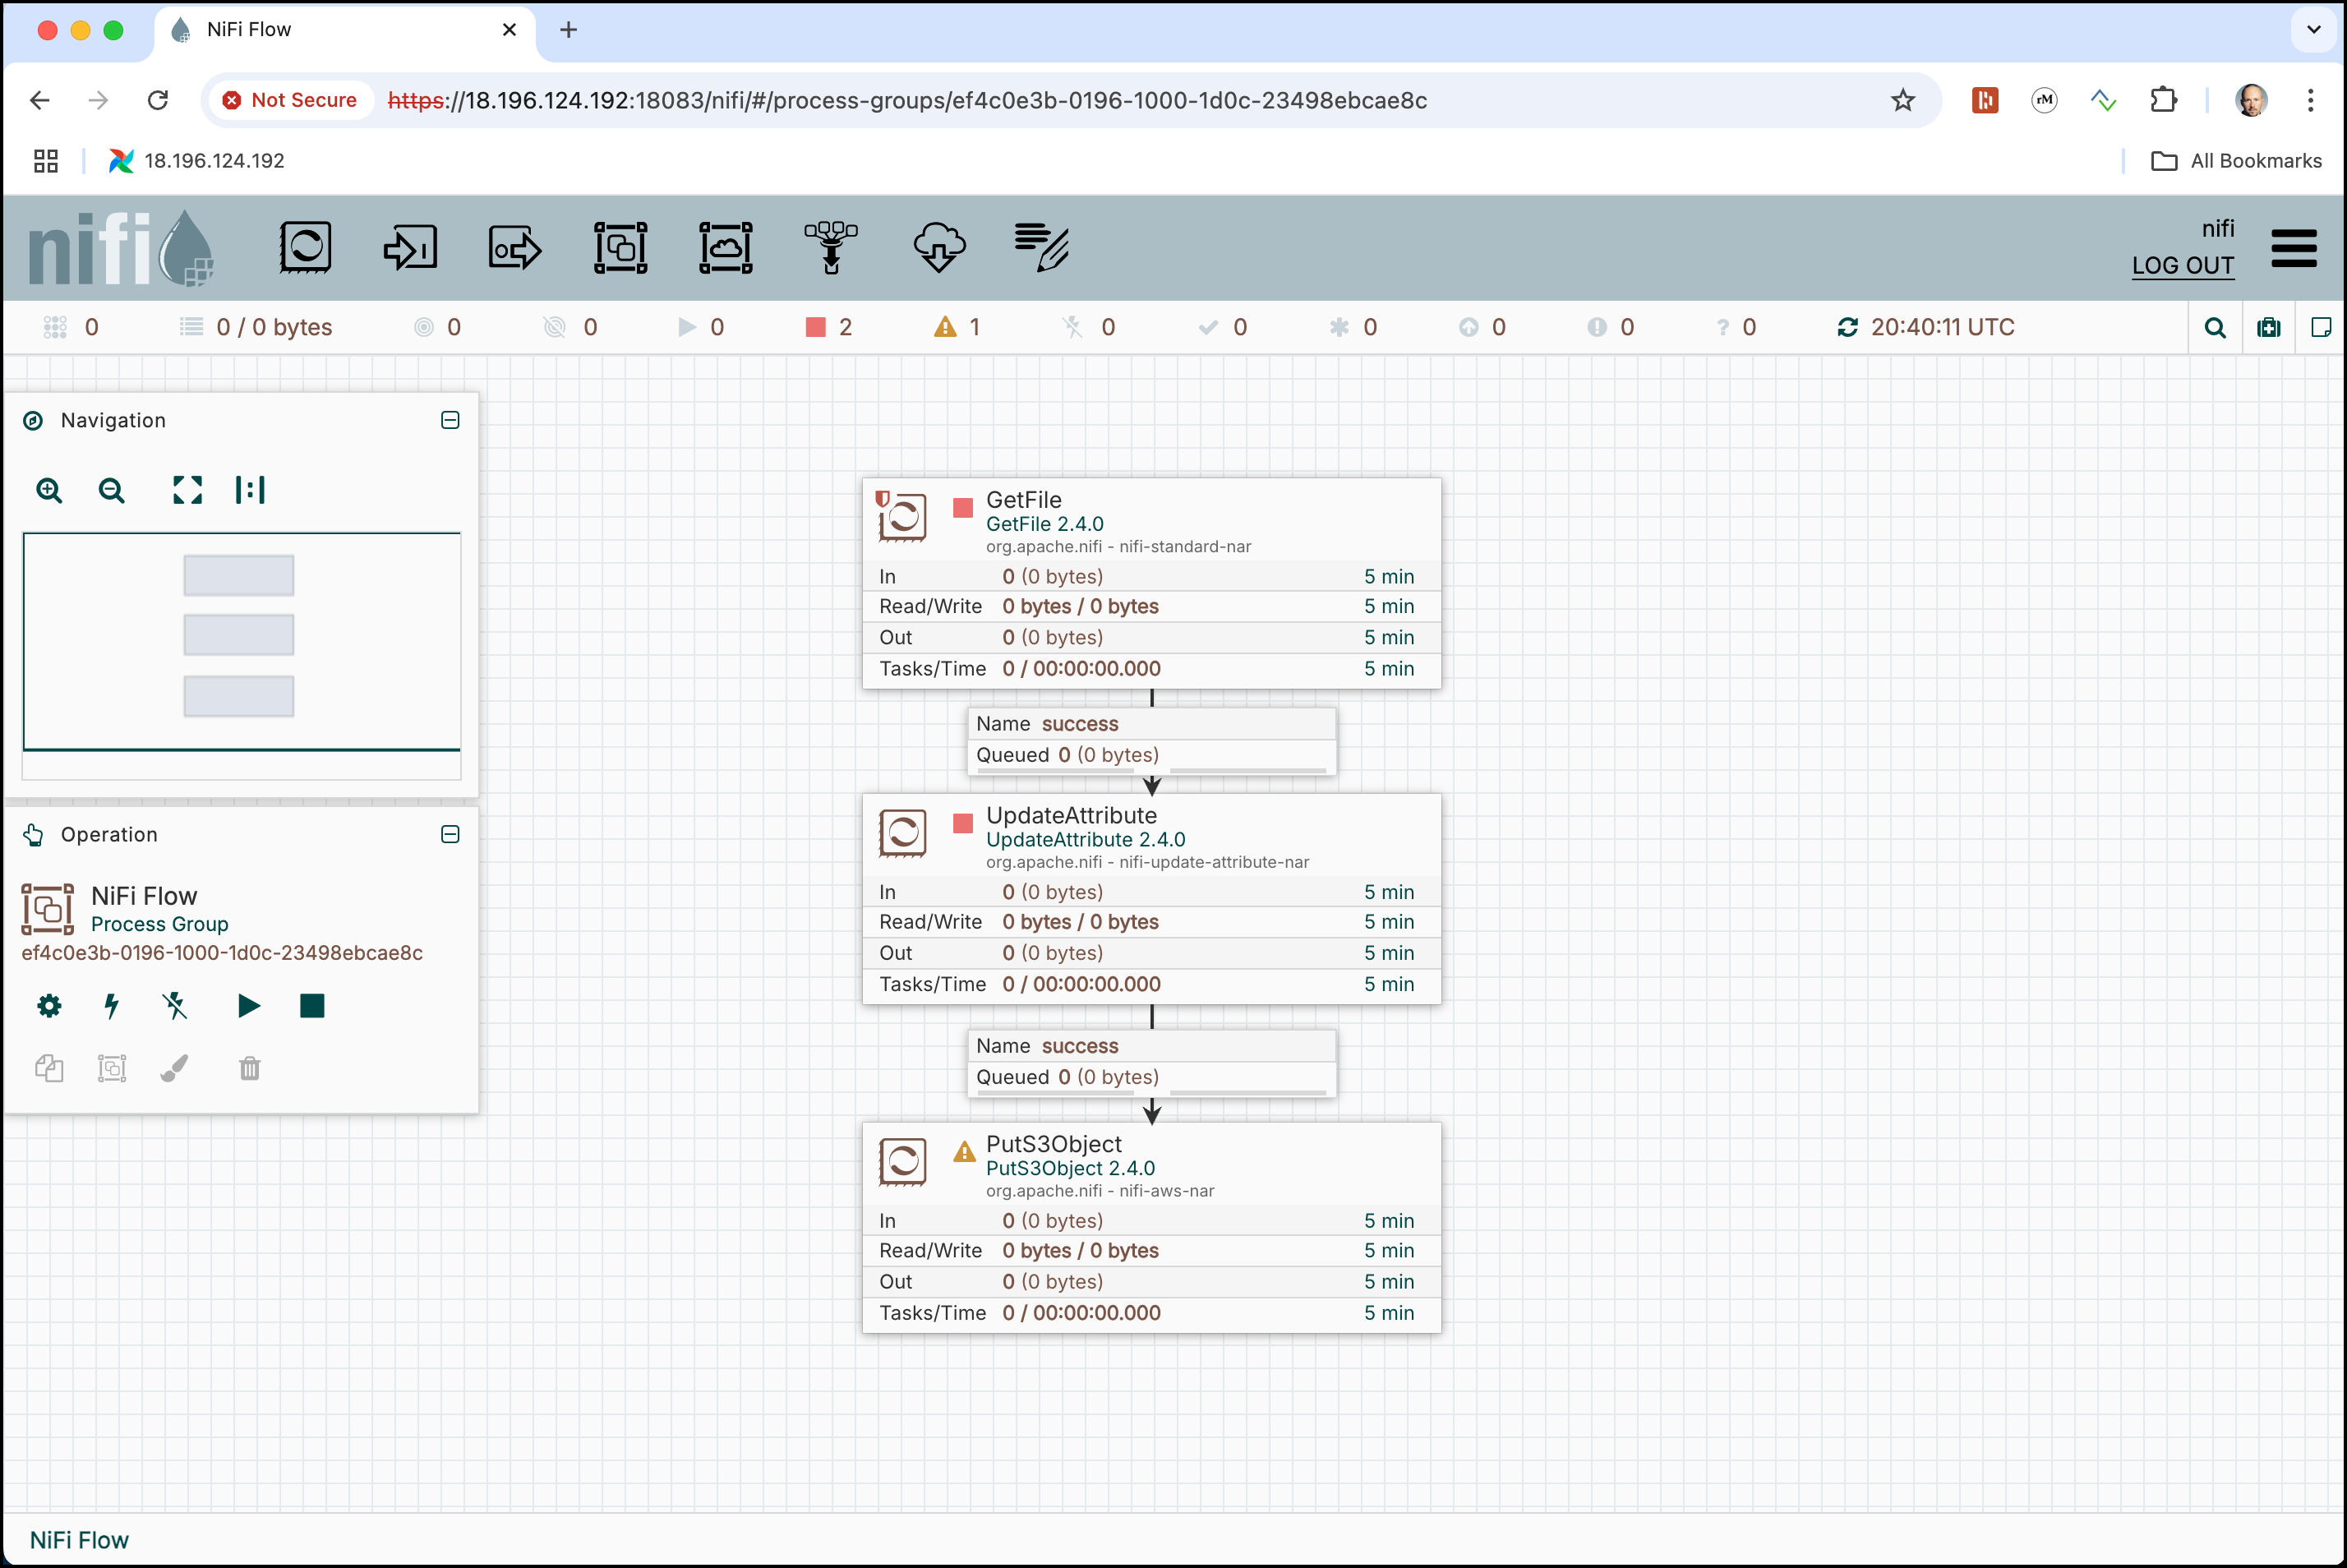 NiFi Flow
Not Secure https://18.196.124.192:18083/nifi/#/process-groups/ef4c0e3b-0196-1000-1d0c-23498ebcae8c
rM
18.196.124.192
All Bookmarks
nifi
nifi
LOG OUT
0 0 / 0 bytes 0 0 0 2 1 0 0 0 0 0 ? 0 20:40:11 UTC
Navigation
Operation
NiFi Flow
Process Group
ef4c0e3b-0196-1000-1d0c-23498ebcae8c
GetFile
GetFile 2.4.0
org.apache.nifi - nifi-standard-nar
In 0 (0 bytes) 5 min
Read/Write 0 bytes / 0 bytes 5 min
Out 0 (0 bytes) 5 min
Tasks/Time 0 / 00:00:00.000 5 min
Name success
Queued 0 (0 bytes)
UpdateAttribute
UpdateAttribute 2.4.0
org.apache.nifi - nifi-update-attribute-nar
In 0 (0 bytes) 5 min
Read/Write 0 bytes / 0 bytes 5 min
Out 0 (0 bytes) 5 min
Tasks/Time 0 / 00:00:00.000 5 min
Name success
Queued 0 (0 bytes)
PutS3Object
PutS3Object 2.4.0
org.apache.nifi - nifi-aws-nar
In 0 (0 bytes) 5 min
Read/Write 0 bytes / 0 bytes 5 min
Out 0 (0 bytes) 5 min
Tasks/Time 0 / 00:00:00.000 5 min
NiFi Flow